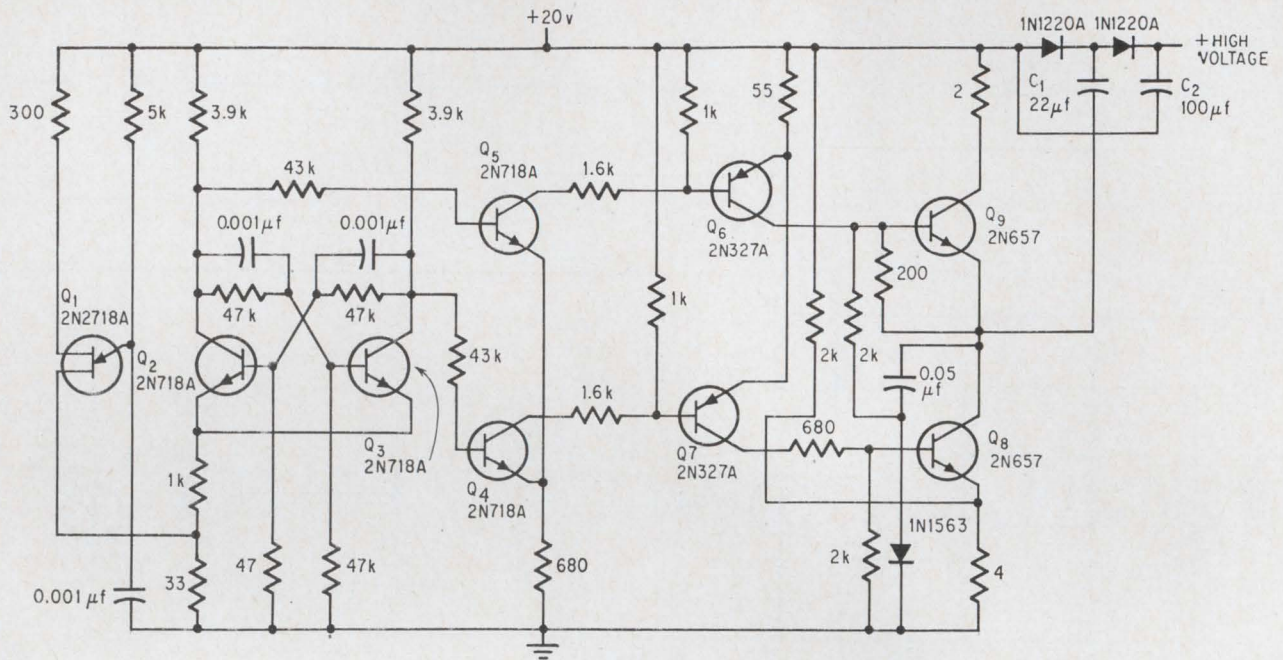 +20v
1N1220A 1N1220A
+ HIGH
VOLTAGE
300
5k
3.9k
3.9k
1k
55
2
C1
22µf
C2
100µf
43k
Q5
2N718A
1.6k
Q6
2N327A
Q9
2N657
0.001µf
0.001µf
200
47k
47k
1k
2k
2k
Q1
2N2718A
Q2
2N718A
43k
0.05
µf
1.6k
Q3
2N718A
Q4
2N718A
Q7
2N327A
680
Q8
2N657
1k
1N1563
33
47
47k
680
2k
4
0.001µf